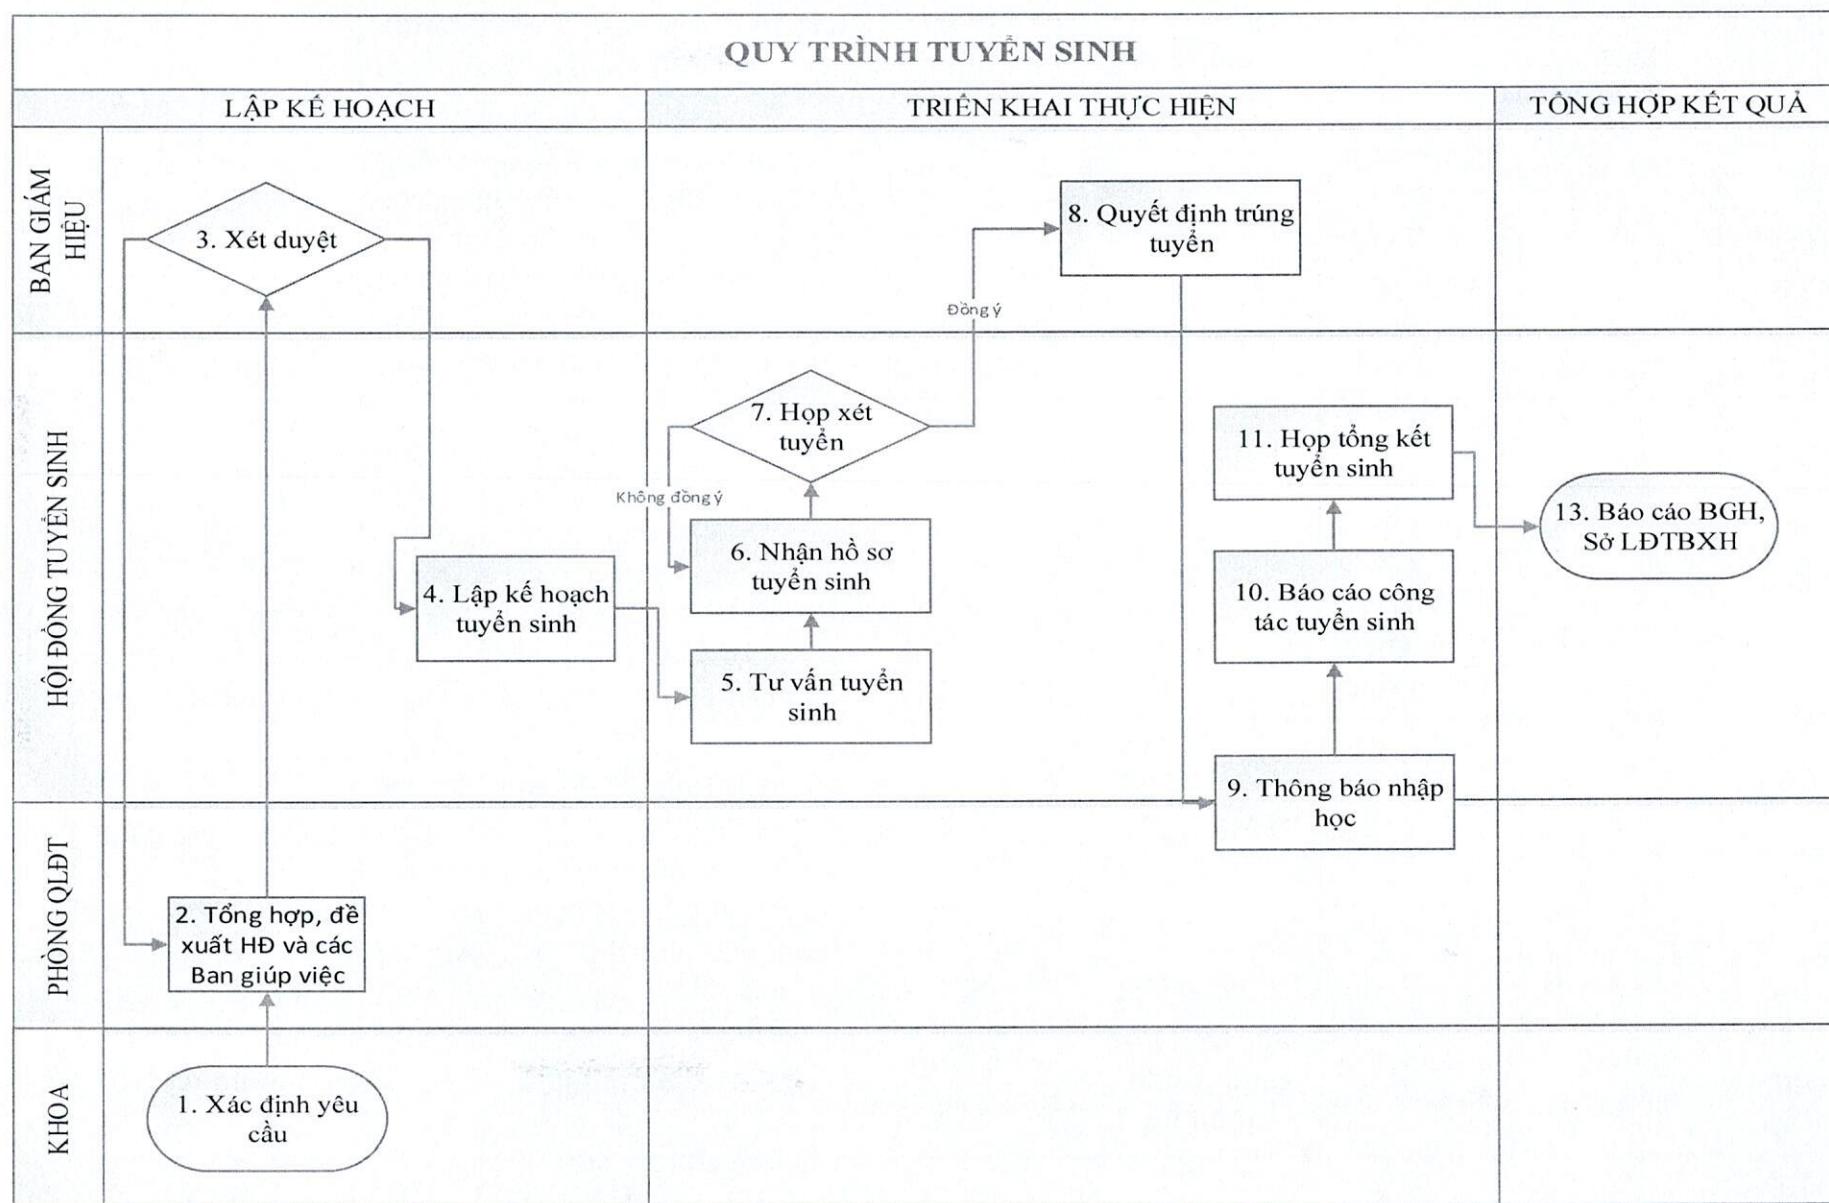 QUY TRÌNH TUYỂN SINH
LẬP KẾ HOẠCH
TRIỂN KHAI THỰC HIỆN
TỔNG HỢP KẾT QUẢ
BAN GIÁM
HIỆU
3. Xét duyệt
8. Quyết định trúng
tuyển
Đồng ý
HỘI ĐỒNG TUYỂN SINH
7. Họp xét
tuyển
Không đồng ý
6. Nhận hồ sơ
tuyển sinh
4. Lập kế hoạch
tuyển sinh
5. Tư vấn tuyển
sinh
11. Họp tổng kết
tuyển sinh
10. Báo cáo công
tác tuyển sinh
9. Thông báo nhập
học
13. Báo cáo BGH,
Sở LĐTBXH
PHÒNG QLĐT
2. Tổng hợp, đề
xuất HĐ và các
Ban giúp việc
KHOA
1. Xác định yêu
cầu